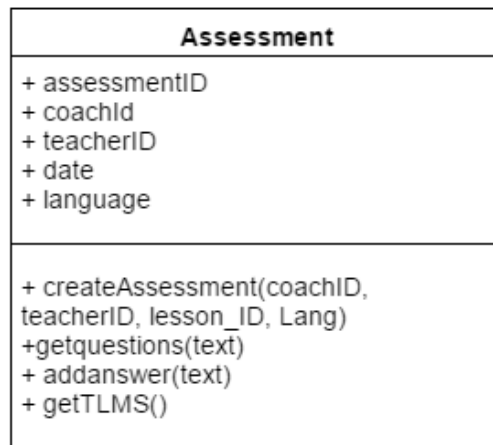 Assessment
+ assessmentID
+ coachId
+ teacherID
+ date
+ language
+ createAssessment(coachID,
teacherID, lesson_ID, Lang)
+getquestions(text)
+ addanswer(text)
+ getTLMS()